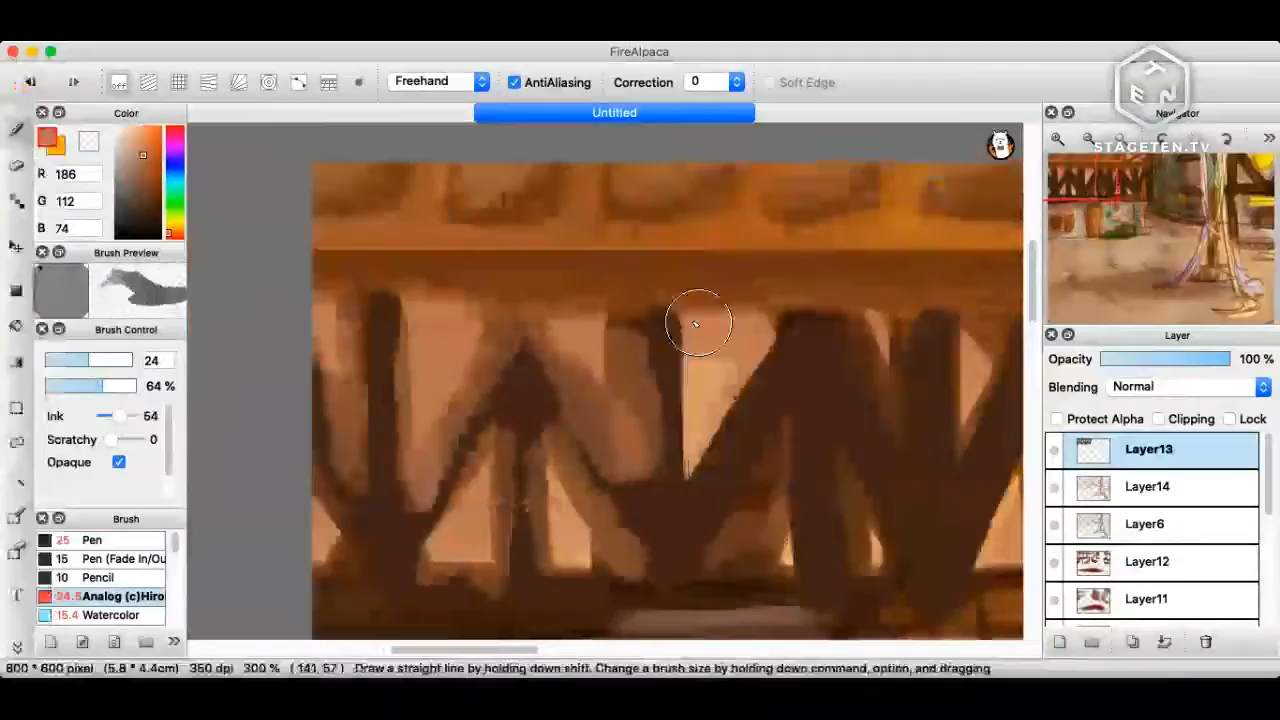 FireAlpaca
Freehand
AntiAliasing
Correction
0
Soft Edge
Color
Untitled
Navigator
TEN
STAGETEN.TV
R 186
G 112
B 74
Brush Preview
Brush Control
24
64 %
Ink 54
Scratchy 0
Opaque
Brush
25 Pen
15 Pen (Fade In/Ou
10 Pencil
24.5 Analog (c)Hiro
15.4 Watercolor
Layer
Opacity 100 %
Blending Normal
Protect Alpha Clipping Lock
Layer13
Layer14
Layer6
Layer12
Layer11
800 * 600 pixel (5.8 * 4.4cm) 350 dpi 300 % ( 141, 57 ) Draw a straight line by holding down shift. Change a brush size by holding down command, option, and dragging